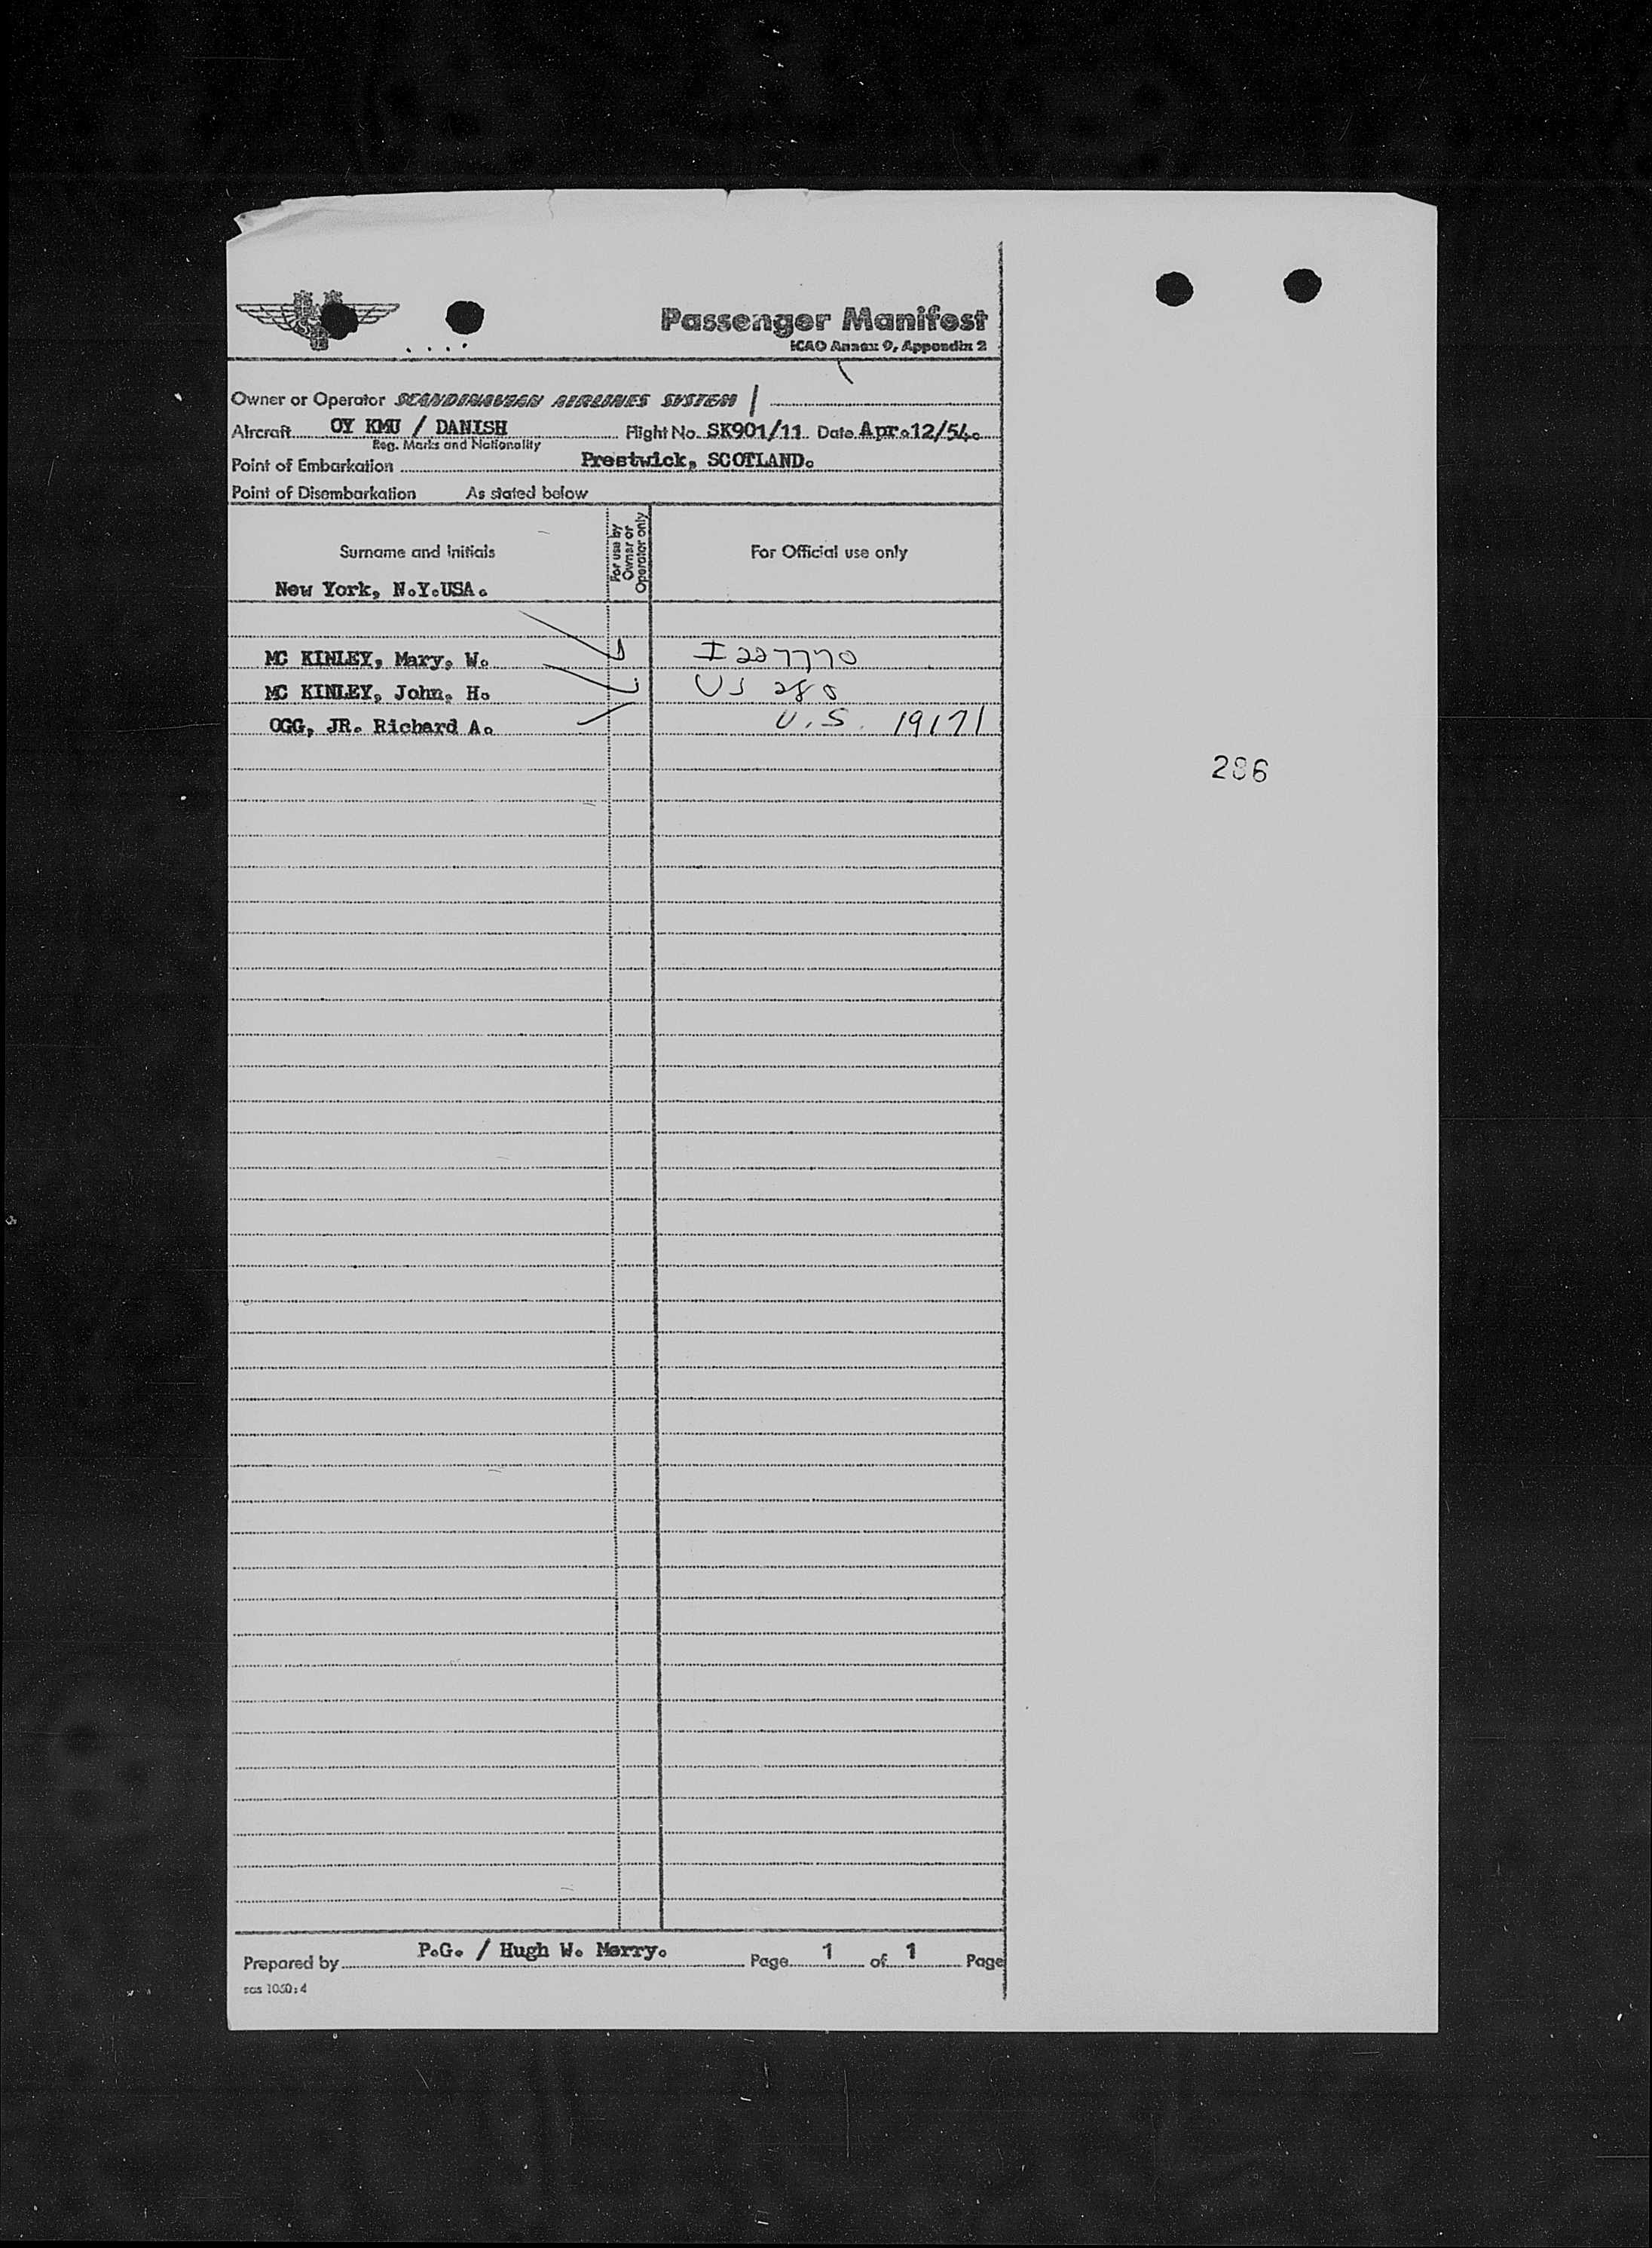 Passenger Manifest
ICAO Annex 9, Appendix 2
Owner or Operator SCANDINAVIAN AIRLINES SYSTEM
Aircraft OY KMU / DANISH Flight No. SK901/11 Date Apr.12/54.
Reg. Marks and Nationality
Point of Embarkation Prestwick, SCOTLAND.
Point of Disembarkation As stated below
Surname and Initials For use by Owner or Operator only For Official use only
New York, N.Y.USA.
MC KINLEY, Mary. W. I 227770
MC KINLEY, John. H. US 280
OGG, JR. Richard A. U.S. 19171
286
Prepared by P.G. / Hugh W. Merry. Page 1 of 1 Page
sas 1050:4